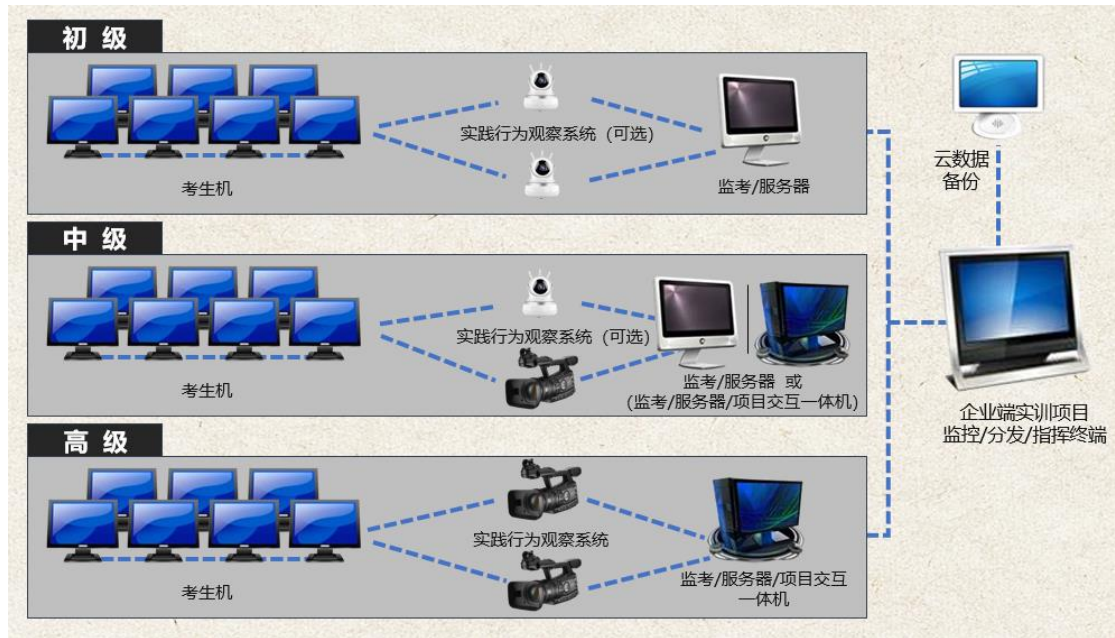 初 级
实践行为观察系统 (可选)
考生机
监考/服务器
云数据
备份
中 级
实践行为观察系统 (可选)
考生机
监考/服务器 或
(监考/服务器/项目交互一体机)
企业端实训项目
监控/分发/指挥终端
高 级
实践行为观察系统
考生机
监考/服务器/项目交互
一体机